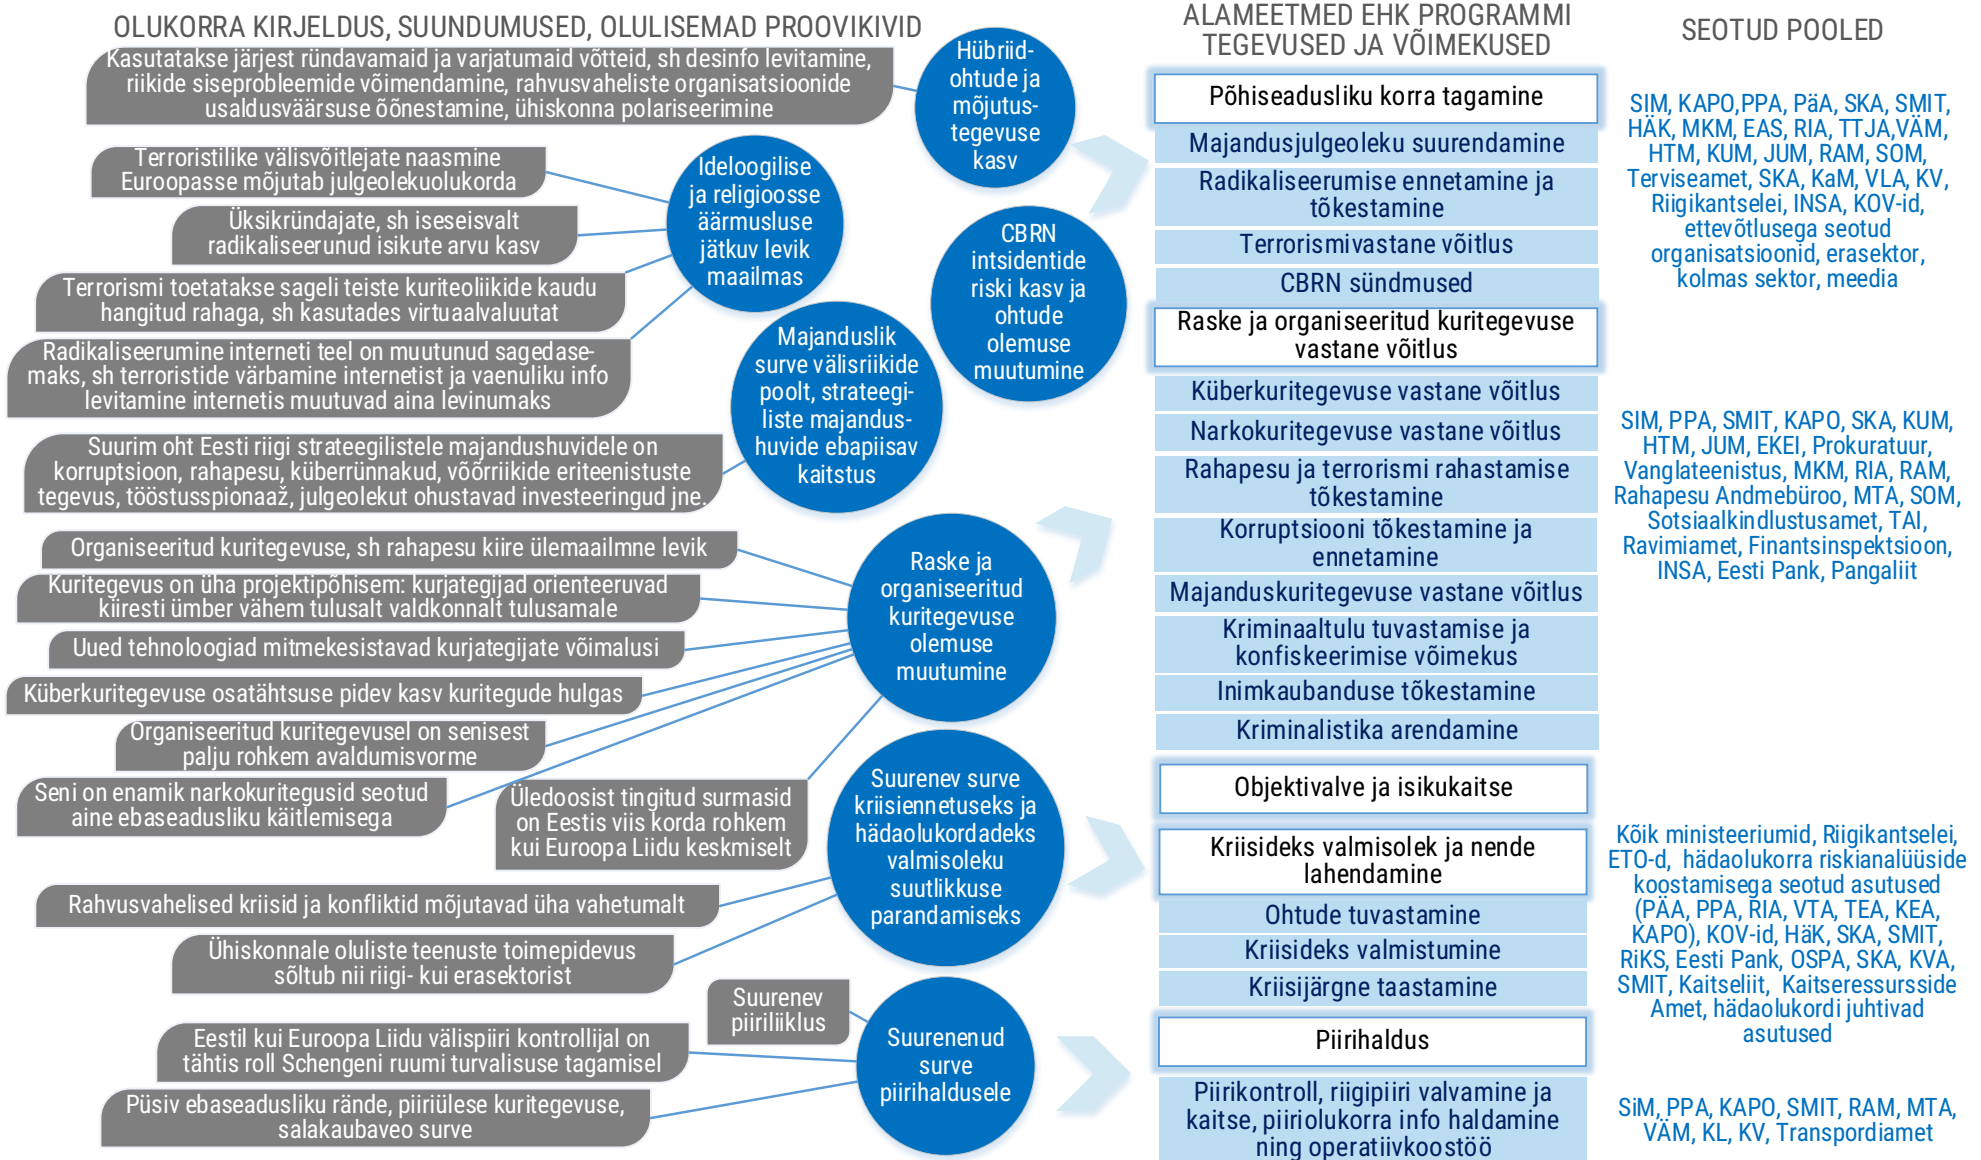 OLUKORRA KIRJELDUS, SUUNDUMUSED, OLULISEMAD PROOVIKIVID
Kasutatakse järjest ründavamaid ja varjatumaid võtteid, sh desinfo levitamine,
riikide siseprobleemide võimendamine, rahvusvaheliste organisatsioonide
usaldusväärsuse õõnestamine, ühiskonna polariseerimine
Terroristilike välisvõitlejate naasmine
Euroopasse mõjutab julgeolekuolukorda
Üksikründajate, sh iseseisvalt
radikaliseerunud isikute arvu kasv
Terrorismi toetatakse sageli teiste kuriteoliikide kaudu
hangitud rahaga, sh kasutades virtuaalvaluutat
Radikaliseerumine interneti teel on muutunud sagedase-
maks, sh terroristide värbamine internetist ja vaenuliku info
levitamine internetis muutuvad aina levinumaks
Suurim oht Eesti riigi strateegilistele majandushuvidele on
korruptsioon, rahapesu, küberrünnakud, võõrriikide eriteenistuste
tegevus, tööstusspionaaž, julgeolekut ohustavad investeeringud jne.
Organiseeritud kuritegevuse, sh rahapesu kiire ülemaailmne levik
Kuritegevus on üha projektipõhisem: kurjategijad orienteeruvad
kiiresti ümber vähem tulusalt valdkonnalt tulusamale
Uued tehnoloogiad mitmekesistavad kurjategijate võimalusi
Küberkuritegevuse osatähtsuse pidev kasv kuritegude hulgas
Organiseeritud kuritegevusel on senisest
palju rohkem avaldumisvorme
Seni on enamik narkokuritegusid seotud
aine ebaseadusliku käitlemisega
Üledoosist tingitud surmasid
on Eestis viis korda rohkem
kui Euroopa Liidu keskmiselt
Rahvusvahelised kriisid ja konfliktid mõjutavad üha vahetumalt
Ühiskonnale oluliste teenuste toimepidevus
sõltub nii riigi- kui erasektorist
Suurenev
piiriliiklus
Eestil kui Euroopa Liidu välispiiri kontrollijal on
tähtis roll Schengeni ruumi turvalisuse tagamisel
Püsiv ebaseadusliku rände, piiriülese kuritegevuse,
salakaubaveo surve
Hübriid-
ohtude ja
mõjutus-
tegevuse
kasv
Ideloogilise
ja religioosse
äärmusluse
jätkuv levik
maailmas
CBRN
intsidentide
riski kasv ja
ohtude
olemuse
muutumine
Majanduslik
surve välisriikide
poolt, strateegi-
liste majandus-
huvide ebapiisav
kaitstus
Raske ja
organiseeritud
kuritegevuse
olemuse
muutumine
Suurenev surve
kriisiennetuseks ja
hädaolukordadeks
valmisoleku
suutlikkuse
parandamiseks
Suurenenud
surve
piirihaldusele
ALAMEETMED EHK PROGRAMMI
TEGEVUSED JA VÕIMEKUSED
Põhiseadusliku korra tagamine
Majandusjulgeoleku suurendamine
Radikaliseerumise ennetamine ja
tõkestamine
Terrorismivastane võitlus
CBRN sündmused
Raske ja organiseeritud kuritegevuse
vastane võitlus
Küberkuritegevuse vastane võitlus
Narkokuritegevuse vastane võitlus
Rahapesu ja terrorismi rahastamise
tõkestamine
Korruptsiooni tõkestamine ja
ennetamine
Majanduskuritegevuse vastane võitlus
Kriminaaltulu tuvastamise ja
konfiskeerimise võimekus
Inimkaubanduse tõkestamine
Kriminalistika arendamine
Objektivalve ja isikukaitse
Kriisideks valmisolek ja nende
lahendamine
Ohtude tuvastamine
Kriisideks valmistumine
Kriisijärgne taastamine
Piirihaldus
Piirikontroll, riigipiiri valvamine ja
kaitse, piiriolukorra info haldamine
ning operatiivkoostöö
SEOTUD POOLED
SIM, KAPO,PPA, PäA, SKA, SMIT,
HÄK, MKM, EAS, RIA, TTJA,VÄM,
HTM, KUM, JUM, RAM, SOM,
Terviseamet, SKA, KaM, VLA, KV,
Riigikantselei, INSA, KOV-id,
ettevõtlusega seotud
organisatsioonid, erasektor,
kolmas sektor, meedia
SIM, PPA, SMIT, KAPO, SKA, KUM,
HTM, JUM, EKEI, Prokuratuur,
Vanglateenistus, MKM, RIA, RAM,
Rahapesu Andmebüroo, MTA, SOM,
Sotsiaalkindlustusamet, TAI,
Ravimiamet, Finantsinspektsioon,
INSA, Eesti Pank, Pangaliit
Kõik ministeeriumid, Riigikantselei,
ETO-d, hädaolukorra riskianalüüside
koostamisega seotud asutused
(PÄA, PPA, RIA, VTA, TEA, KEA,
KAPO), KOV-id, HäK, SKA, SMIT,
RiKS, Eesti Pank, OSPA, SKA, KVA,
SMIT, Kaitseliit, Kaitseressursside
Amet, hädaolukordi juhtivad
asutused
SiM, PPA, KAPO, SMIT, RAM, MTA,
VÄM, KL, KV, Transpordiamet